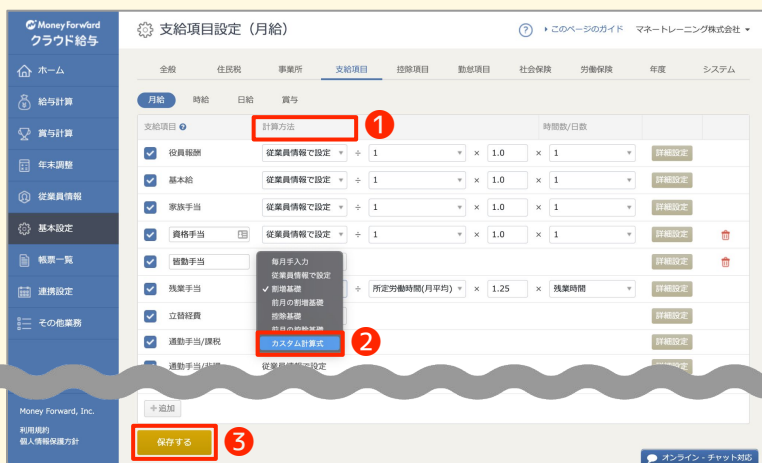 Money Forward
クラウド給与
支給項目設定（月給）
? このページのガイド マネートレーニング株式会社
ホーム
給与計算
賞与計算
年末調整
従業員情報
基本設定
帳票一覧
連携設定
その他業務
Money Forward, Inc.
利用規約
個人情報保護方針
全般 住民税 事業所 支給項目 控除項目 勤怠項目 社会保険 労働保険 年度 システム
月給 時給 日給 賞与
1
支給項目 ? 計算方法 時間数/日数
役員報酬 従業員情報で設定 ÷ 1 × 1.0 × 1 詳細設定
基本給 従業員情報で設定 ÷ 1 × 1.0 × 1 詳細設定
家族手当 従業員情報で設定 ÷ 1 × 1.0 × 1 詳細設定
資格手当 従業員情報で設定 ÷ 1 × 1.0 × 1 詳細設定
皆勤手当 詳細設定
残業手当 ÷ 所定労働時間(月平均) × 1.25 × 残業時間 詳細設定
立替経費 詳細設定
通勤手当/課税 詳細設定
毎月手入力
従業員情報で設定
✓ 割増基礎
前月の割増基礎
控除基礎
前月の控除基礎
カスタム計算式
2
+追加
保存する
3
オンライン・チャット対応